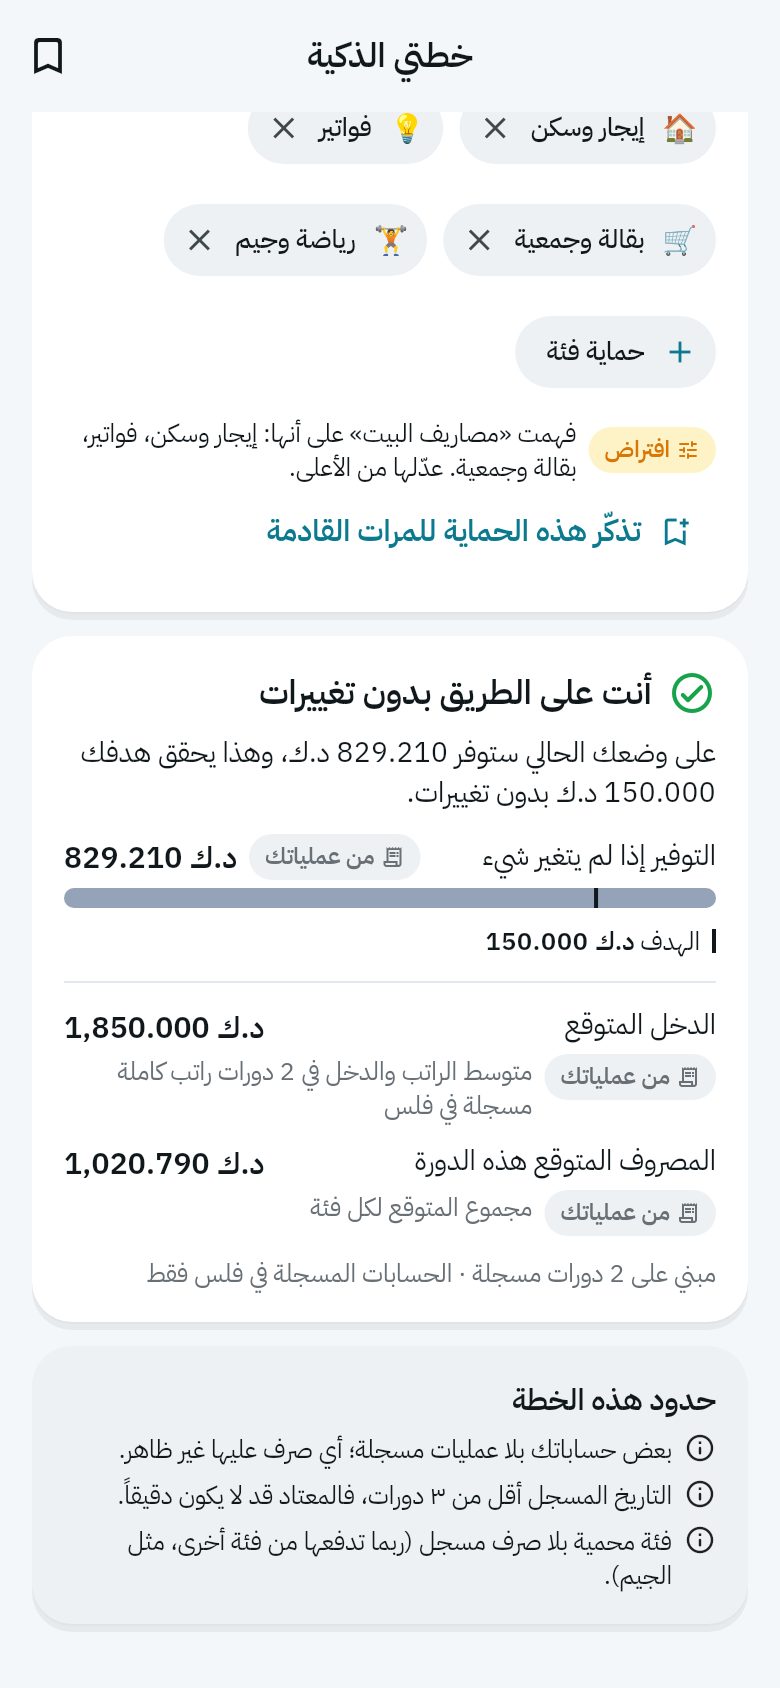 خطتي الذكية
إيجار وسكن
فواتير
بقالة وجمعية
رياضة وجيم
حماية فئة
افتراض
فهمت «مصاريف البيت» على أنها: إيجار وسكن، فواتير،
بقالة وجمعية. عدّلها من الأعلى.
تذكّر هذه الحماية للمرات القادمة
أنت على الطريق بدون تغييرات
على وضعك الحالي ستوفر 829.210 د.ك، وهذا يحقق هدفك
150.000 د.ك بدون تغييرات.
التوفير إذا لم يتغير شيء
من عملياتك
829.210 د.ك
الهدف 150.000 د.ك
الدخل المتوقع
1,850.000 د.ك
من عملياتك
متوسط الراتب والدخل في 2 دورات راتب كاملة
مسجلة في فلس
المصروف المتوقع هذه الدورة
1,020.790 د.ك
من عملياتك
مجموع المتوقع لكل فئة
مبني على 2 دورات مسجلة · الحسابات المسجلة في فلس فقط
حدود هذه الخطة
بعض حساباتك بلا عمليات مسجلة؛ أي صرف عليها غير ظاهر.
التاريخ المسجل أقل من ٣ دورات، فالمعتاد قد لا يكون دقيقاً.
فئة محمية بلا صرف مسجل (ربما تدفعها من فئة أخرى، مثل
الجيم).